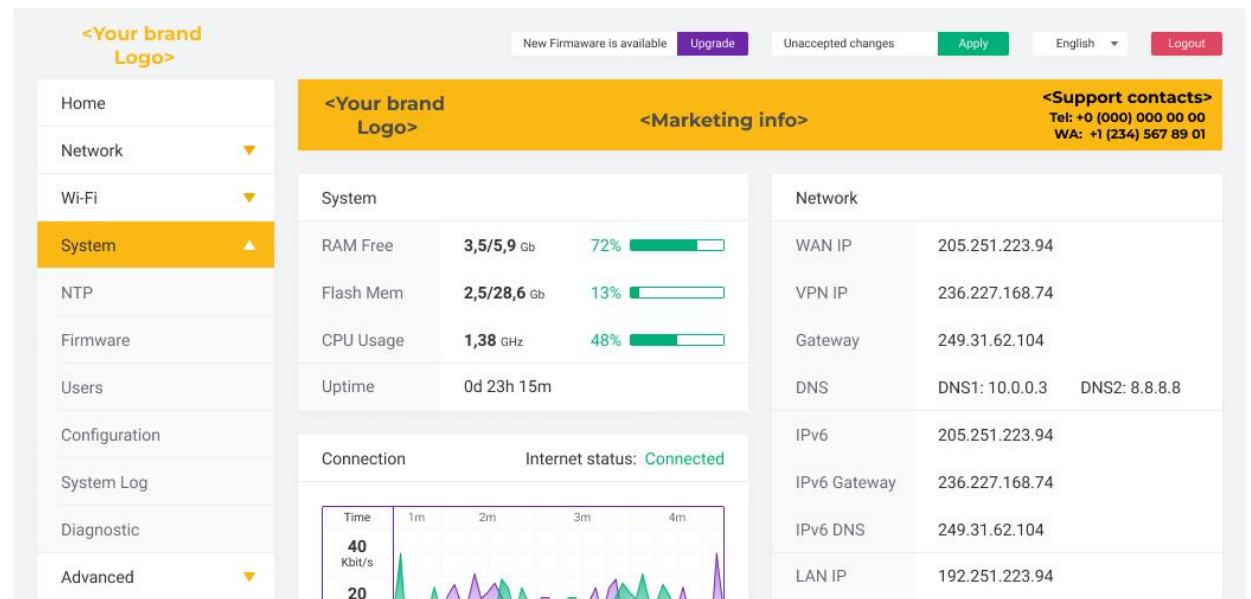 <Your brand
Logo>
New Firmaware is available Upgrade Unaccepted changes Apply English Logout
Home
Network
Wi-Fi
System
NTP
Firmware
Users
Configuration
System Log
Diagnostic
Advanced
<Your brand
Logo>
<Marketing info>
<Support contacts>
Tel: +0 (000) 000 00 00
WA: +1 (234) 567 89 01
System
RAM Free 3,5/5,9 Gb 72%
Flash Mem 2,5/28,6 Gb 13%
CPU Usage 1,38 GHz 48%
Uptime 0d 23h 15m
Connection Internet status: Connected
Time 1m 2m 3m 4m
40
Kbit/s
20
Network
WAN IP 205.251.223.94
VPN IP 236.227.168.74
Gateway 249.31.62.104
DNS DNS1: 10.0.0.3 DNS2: 8.8.8.8
IPv6 205.251.223.94
IPv6 Gateway 236.227.168.74
IPv6 DNS 249.31.62.104
LAN IP 192.251.223.94